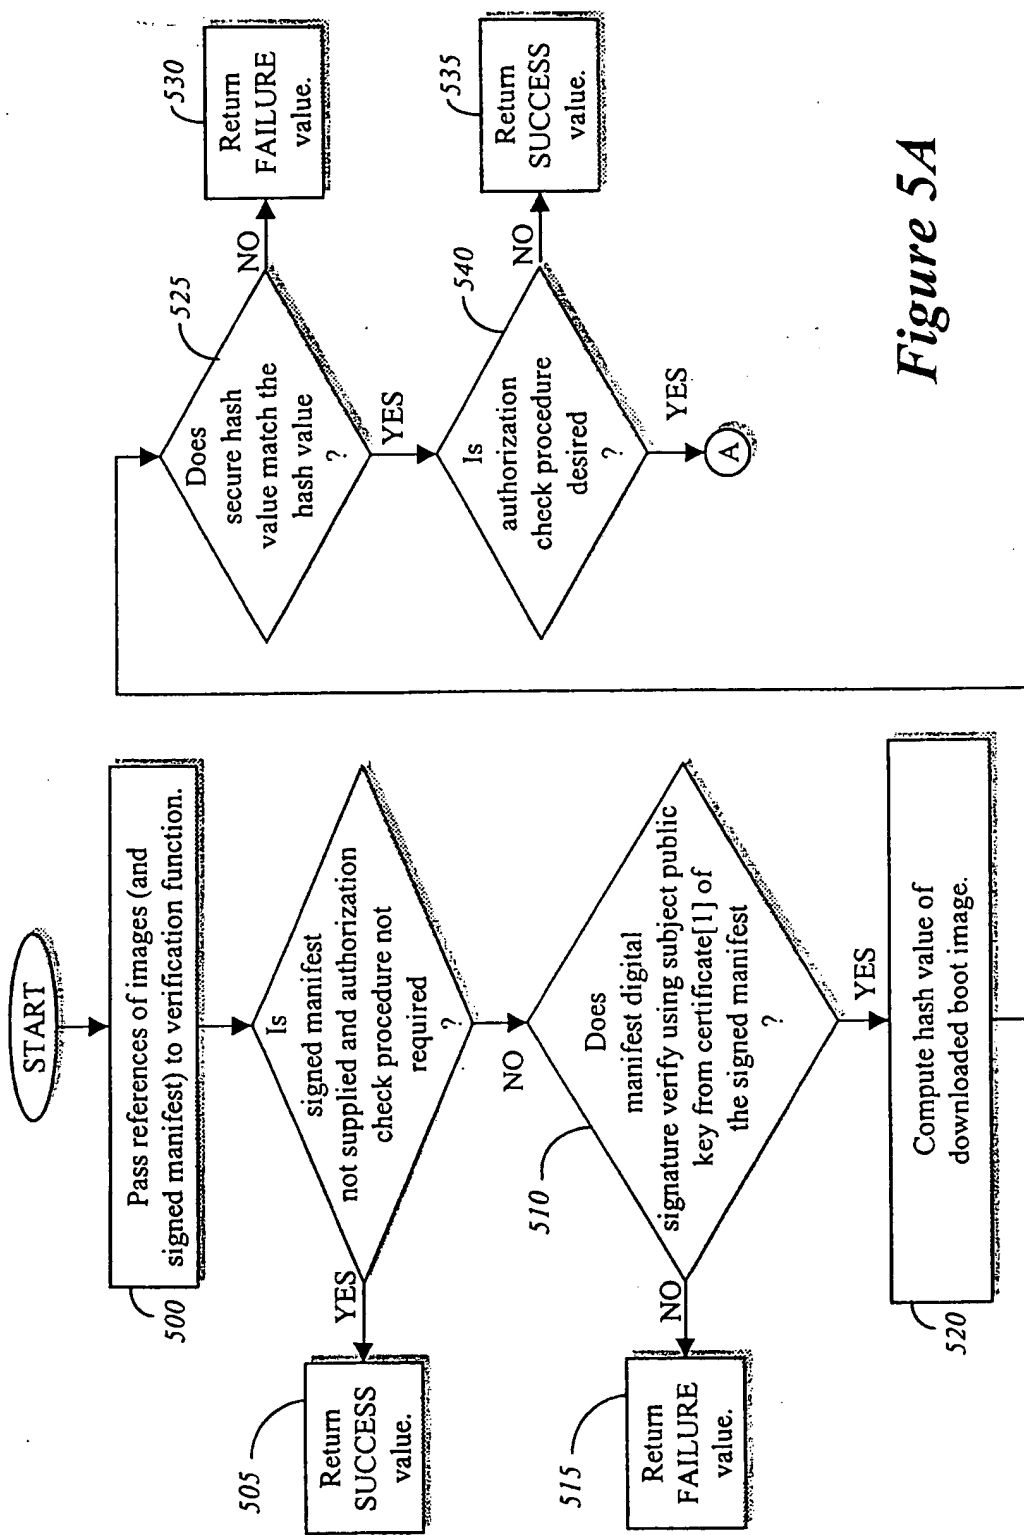 START
Pass references of images (and
signed manifest) to verification function.
500
Is
signed manifest
not supplied and authorization
check procedure not
required
?
YES
505
Return
SUCCESS
value.
NO
510
Does
manifest digital
signature verify using subject public
key from certificate[1] of
the signed manifest
?
NO
515
Return
FAILURE
value.
YES
Compute hash value of
downloaded boot image.
520
525
Does
secure hash
value match the
hash value
?
NO
530
Return
FAILURE
value.
YES
540
Is
authorization
check procedure
desired
?
NO
535
Return
SUCCESS
value.
YES
A
Figure 5A